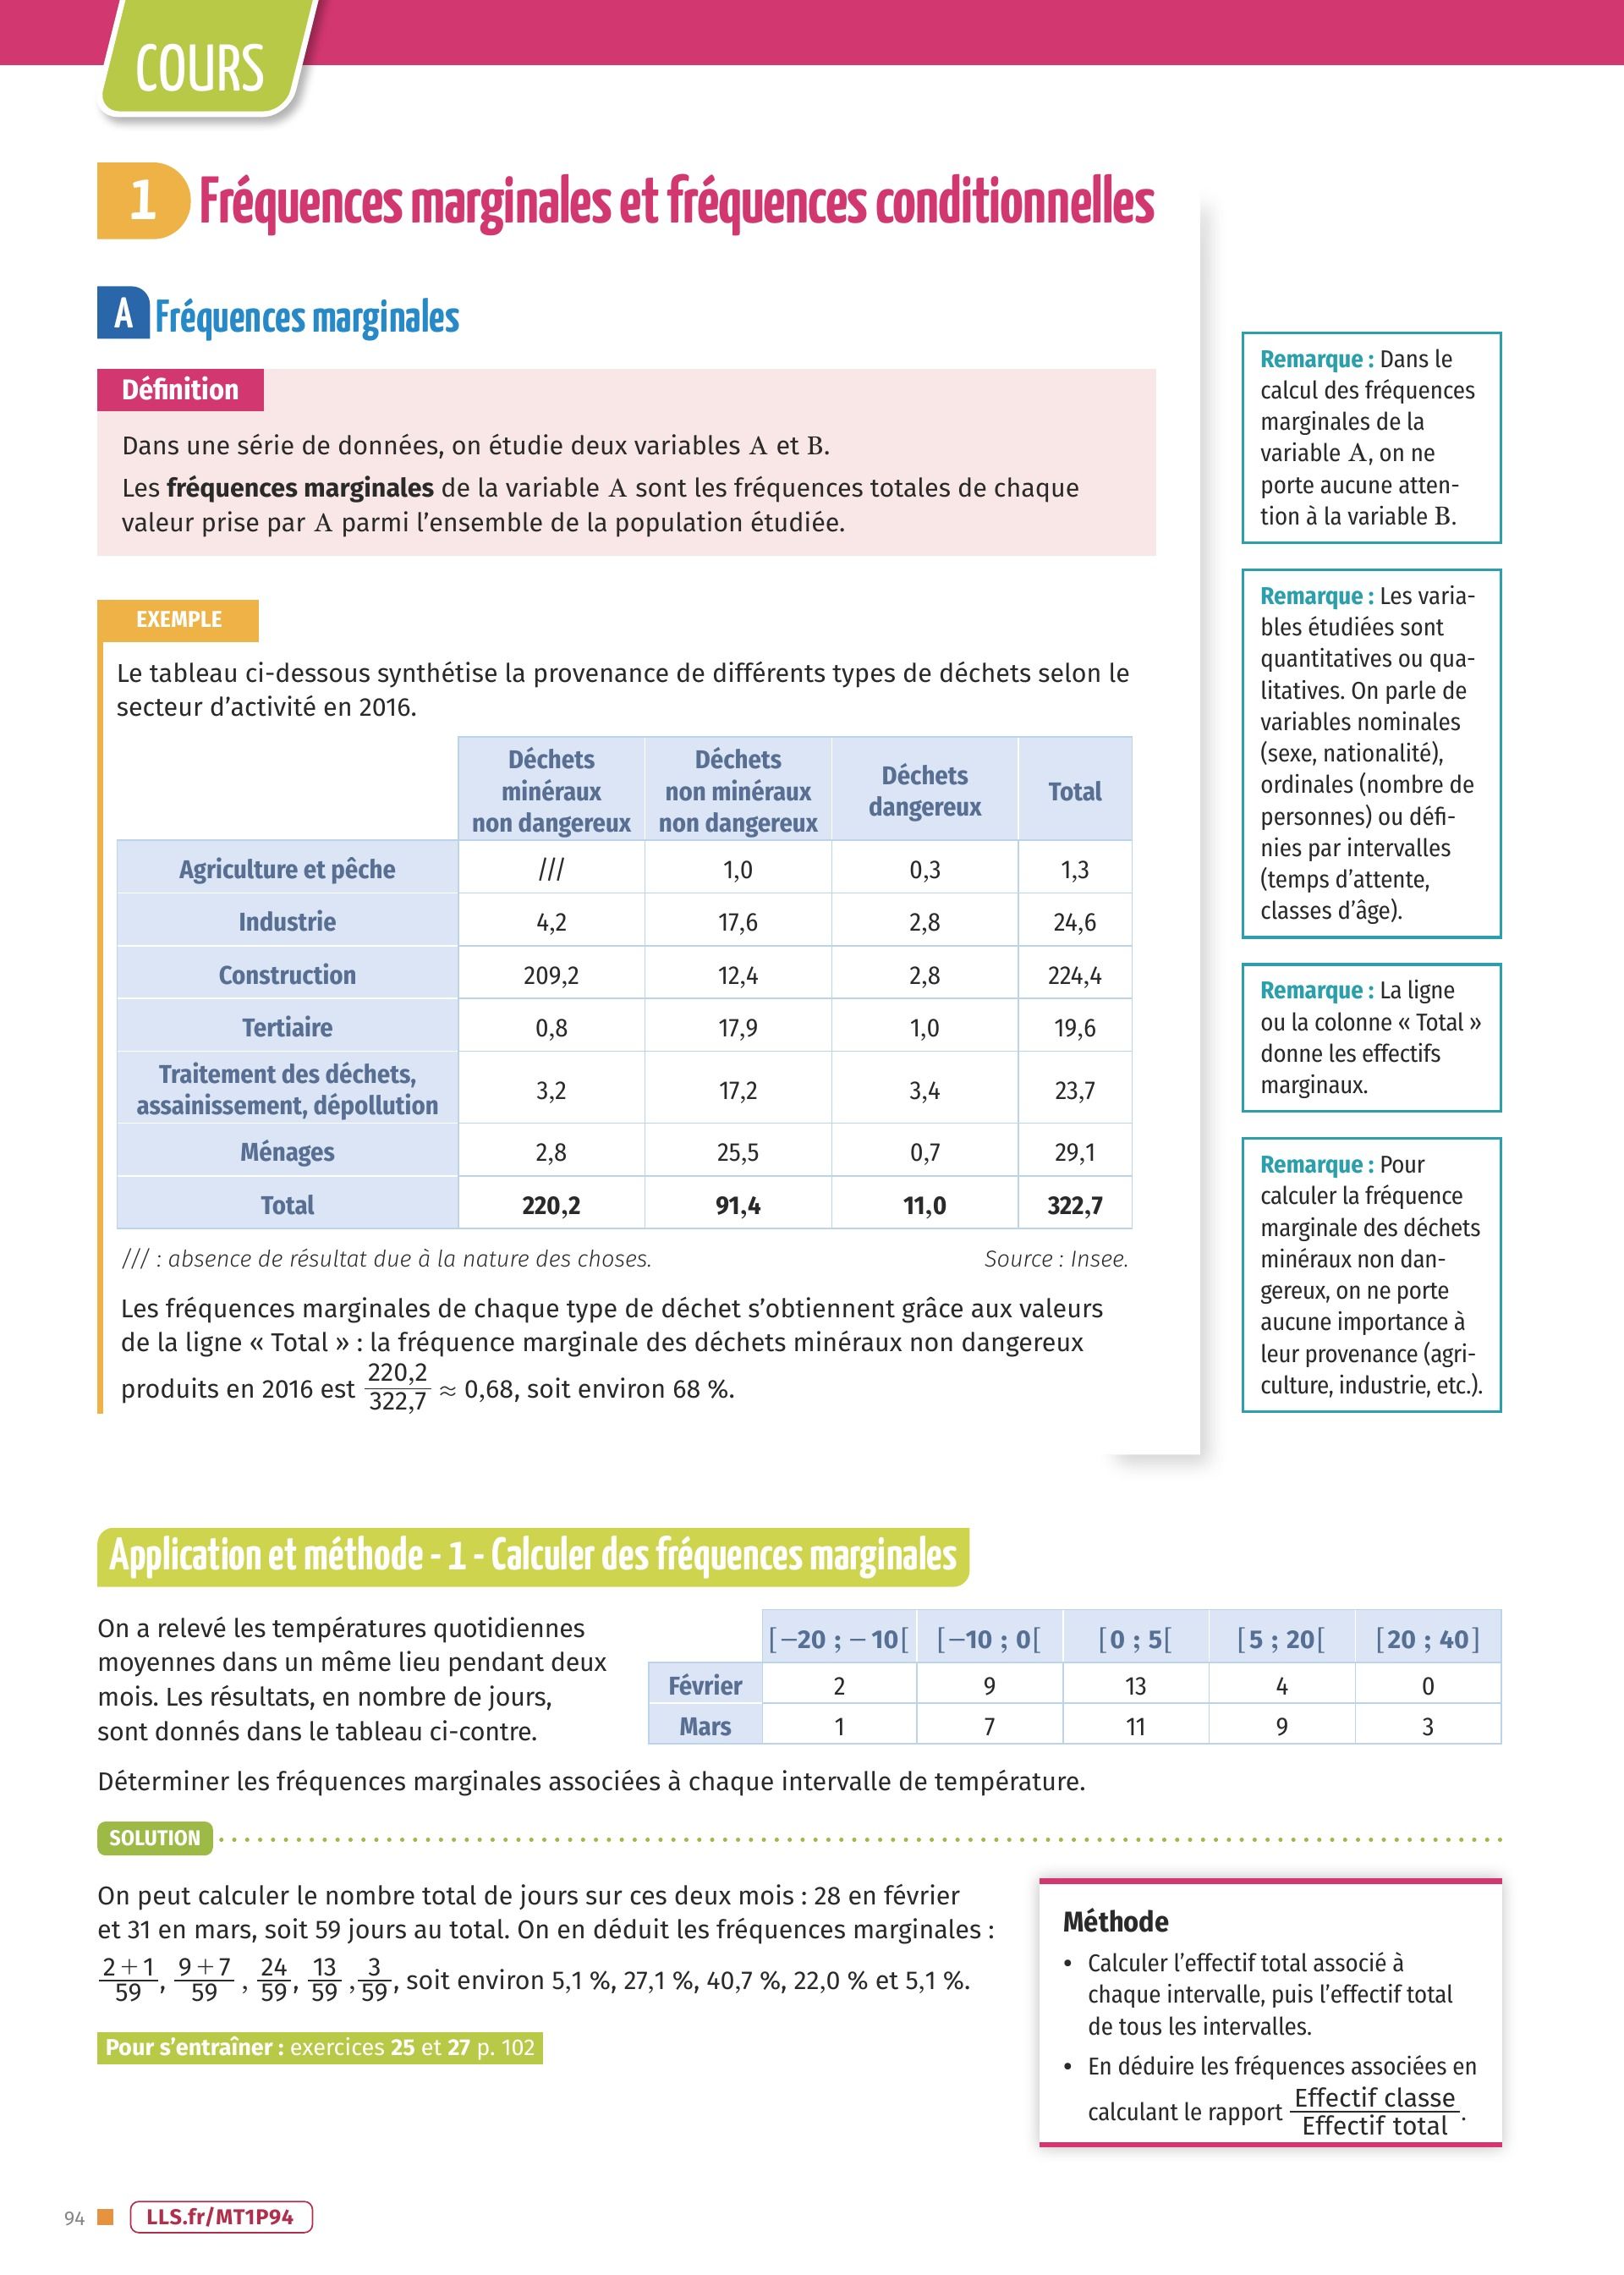 COURS
1 Fréquences marginales et fréquences conditionnelles
A Fréquences marginales
Définition
Dans une série de données, on étudie deux variables A et B.
Les fréquences marginales de la variable A sont les fréquences totales de chaque
valeur prise par A parmi l’ensemble de la population étudiée.
EXEMPLE
Le tableau ci-dessous synthétise la provenance de différents types de déchets selon le
secteur d’activité en 2016.
Déchets minéraux non dangereux | Déchets non minéraux non dangereux | Déchets dangereux | Total
Agriculture et pêche | /// | 1,0 | 0,3 | 1,3
Industrie | 4,2 | 17,6 | 2,8 | 24,6
Construction | 209,2 | 12,4 | 2,8 | 224,4
Tertiaire | 0,8 | 17,9 | 1,0 | 19,6
Traitement des déchets, assainissement, dépollution | 3,2 | 17,2 | 3,4 | 23,7
Ménages | 2,8 | 25,5 | 0,7 | 29,1
Total | 220,2 | 91,4 | 11,0 | 322,7
/// : absence de résultat due à la nature des choses. Source : Insee.
Les fréquences marginales de chaque type de déchet s’obtiennent grâce aux valeurs
de la ligne « Total » : la fréquence marginale des déchets minéraux non dangereux
produits en 2016 est 220,2/322,7 ≈ 0,68, soit environ 68 %.
Remarque : Dans le
calcul des fréquences
marginales de la
variable A, on ne
porte aucune atten-
tion à la variable B.
Remarque : Les varia-
bles étudiées sont
quantitatives ou qua-
litatives. On parle de
variables nominales
(sexe, nationalité),
ordinales (nombre de
personnes) ou défi-
nies par intervalles
(temps d’attente,
classes d’âge).
Remarque : La ligne
ou la colonne « Total »
donne les effectifs
marginaux.
Remarque : Pour
calculer la fréquence
marginale des déchets
minéraux non dan-
gereux, on ne porte
aucune importance à
leur provenance (agri-
culture, industrie, etc.).
Application et méthode - 1 - Calculer des fréquences marginales
On a relevé les températures quotidiennes
moyennes dans un même lieu pendant deux
mois. Les résultats, en nombre de jours,
sont donnés dans le tableau ci-contre.
[−20 ; − 10[ | [−10 ; 0[ | [0 ; 5[ | [5 ; 20[ | [20 ; 40]
Février | 2 | 9 | 13 | 4 | 0
Mars | 1 | 7 | 11 | 9 | 3
Déterminer les fréquences marginales associées à chaque intervalle de température.
SOLUTION
On peut calculer le nombre total de jours sur ces deux mois : 28 en février
et 31 en mars, soit 59 jours au total. On en déduit les fréquences marginales :
(2 + 1)/59, (9 + 7)/59 , 24/59, 13/59 , 3/59, soit environ 5,1 %, 27,1 %, 40,7 %, 22,0 % et 5,1 %.
Pour s’entraîner : exercices 25 et 27 p. 102
Méthode
• Calculer l’effectif total associé à
chaque intervalle, puis l’effectif total
de tous les intervalles.
• En déduire les fréquences associées en
calculant le rapport Effectif classe/Effectif total.
94 LLS.fr/MT1P94